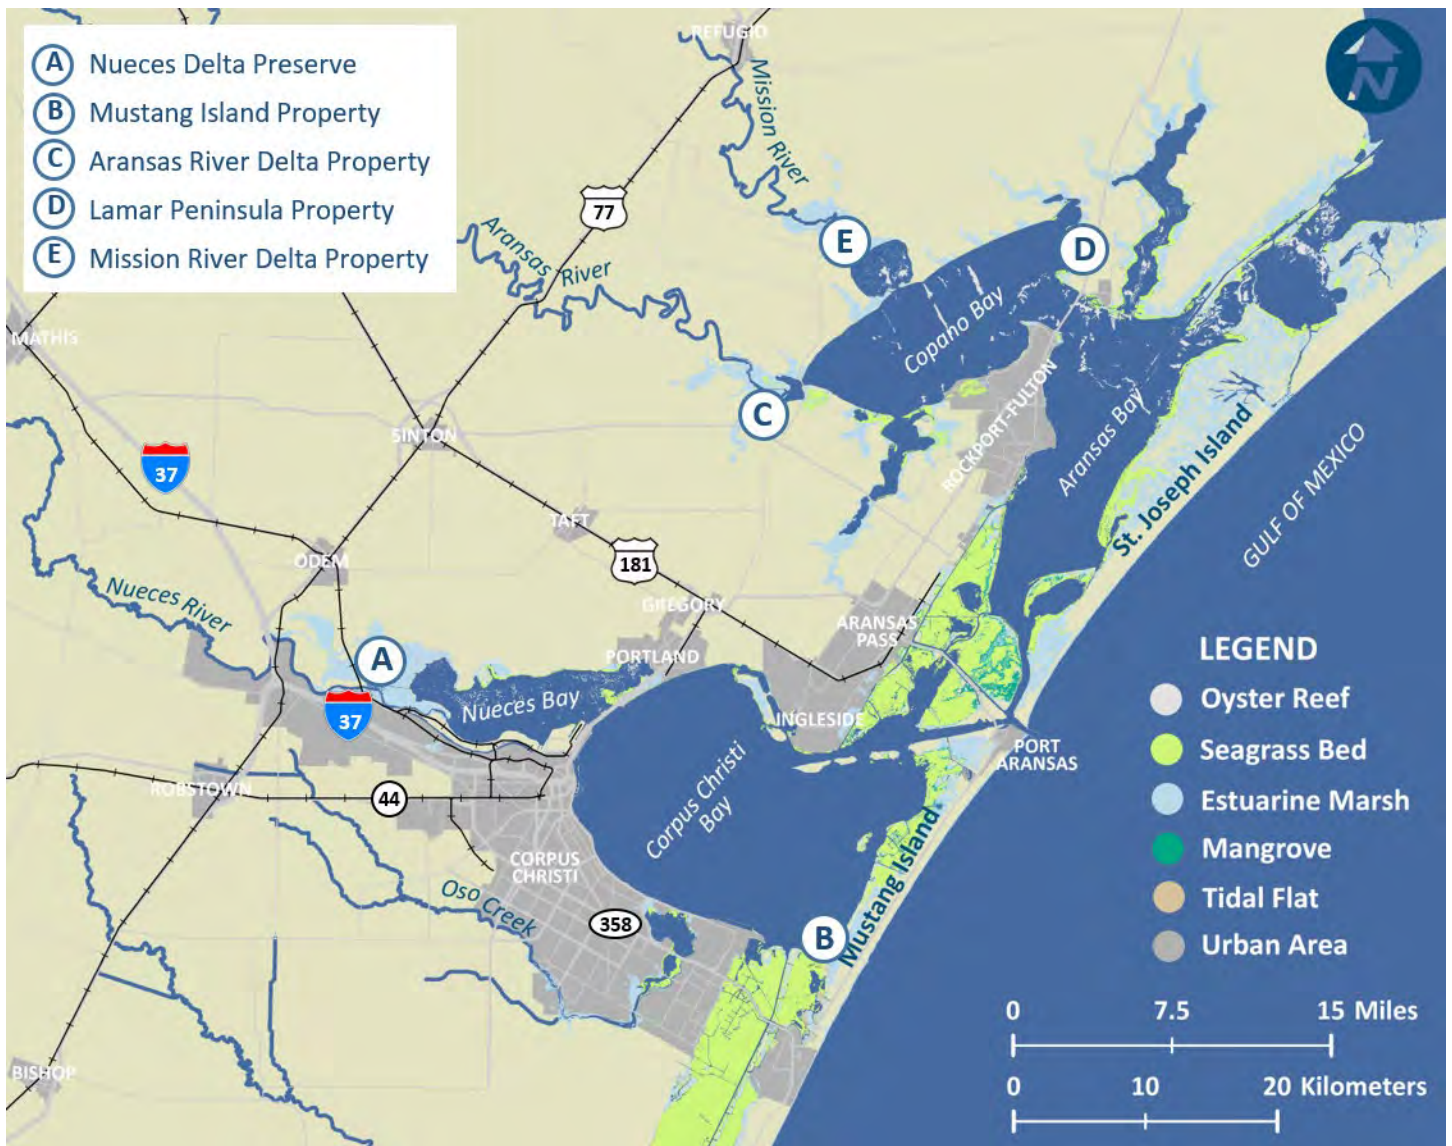 A Nueces Delta Preserve
B Mustang Island Property
C Aransas River Delta Property
D Lamar Peninsula Property
E Mission River Delta Property
N
REFUGIO
Mission River
77
Aransas River
E
D
MATHIS
Copano Bay
C
SINTON
ROCKPORT-FULTON
Aransas Bay
St. Joseph Island
GULF OF MEXICO
37
TAFT
ODEM
181
Nueces River
GREGORY
ARANSAS
PASS
A
PORTLAND
Nueces Bay
37
INGLESIDE
PORT
ARANSAS
ROBSTOWN
44
Corpus Christi
Bay
CORPUS
CHRISTI
Oso Creek
358
B
Mustang Island
BISHOP
LEGEND
Oyster Reef
Seagrass Bed
Estuarine Marsh
Mangrove
Tidal Flat
Urban Area
0 7.5 15 Miles
0 10 20 Kilometers